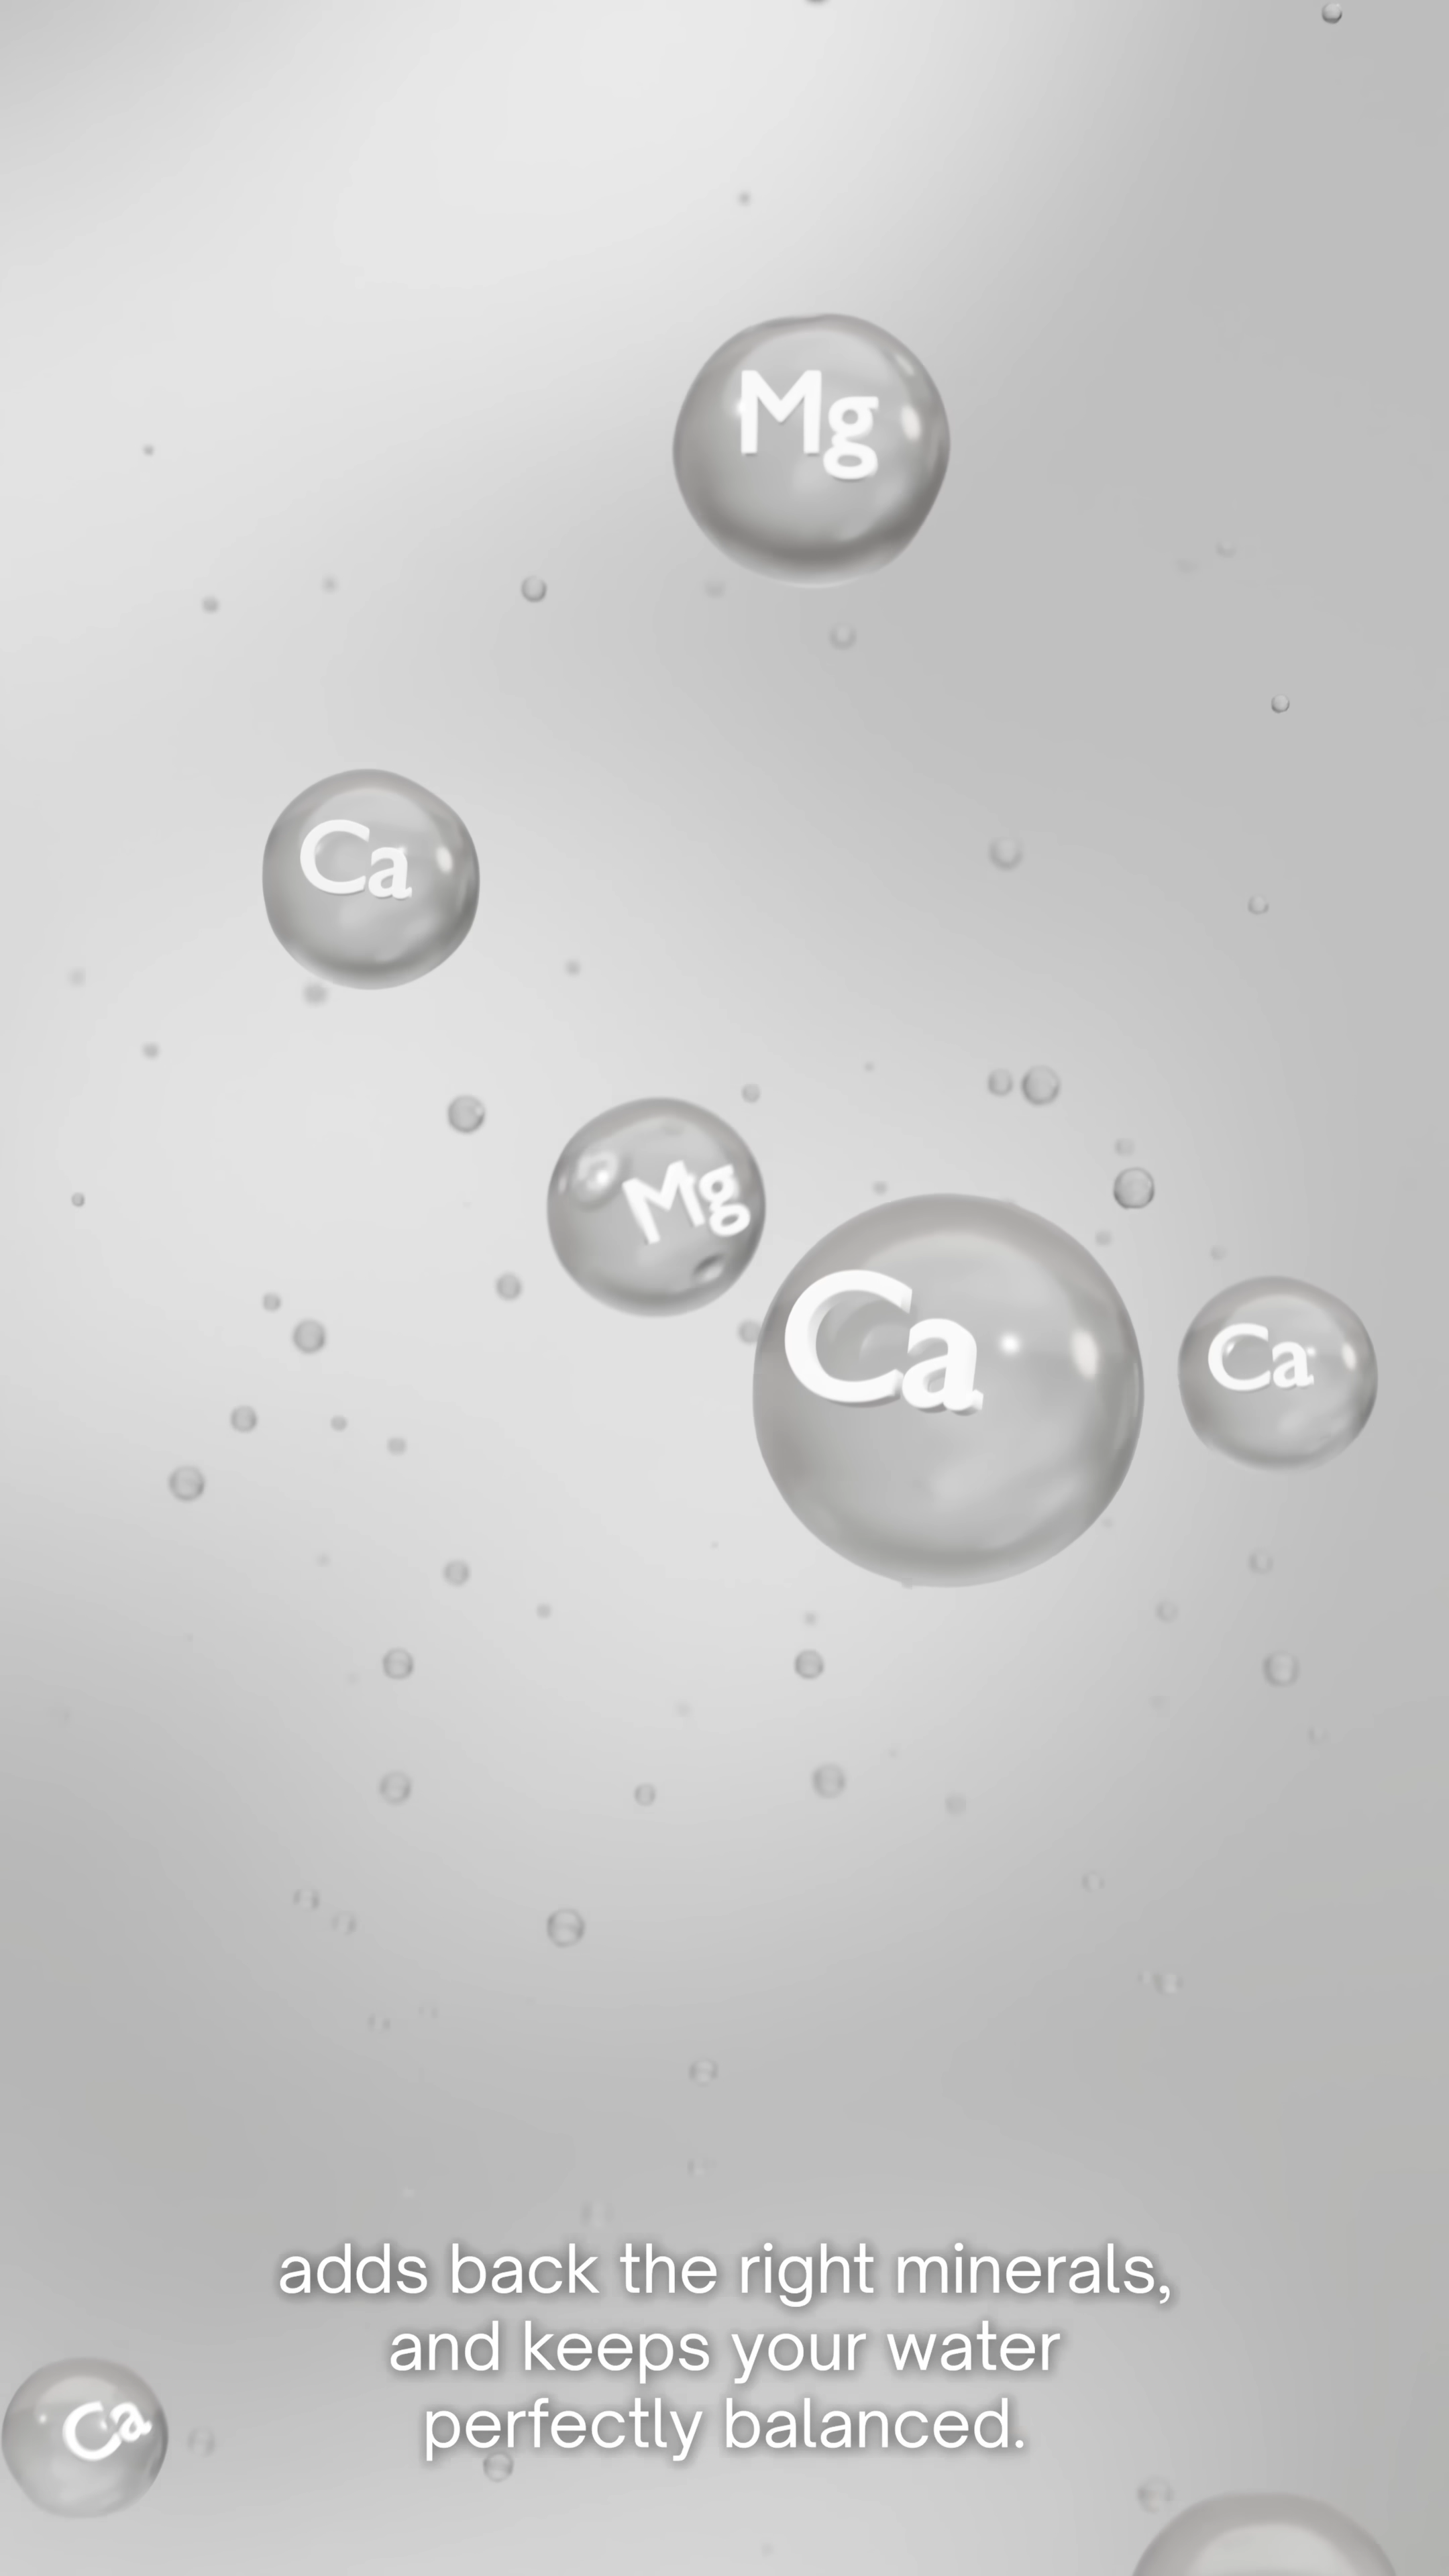 Mg
Ca
Mg
Ca
Ca
adds back the right minerals,
and keeps your water
perfectly balanced.
Ca